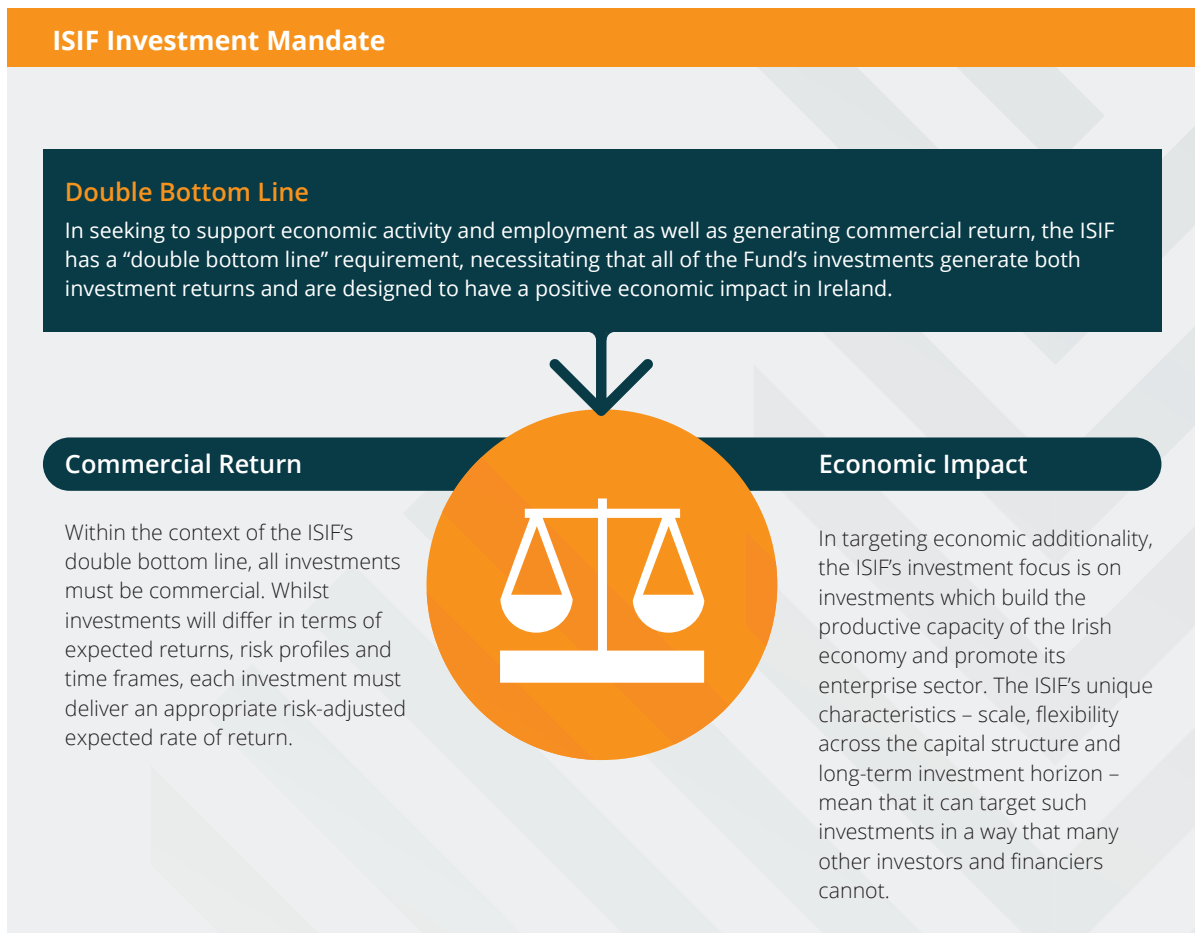 ISIF Investment Mandate
Double Bottom Line
In seeking to support economic activity and employment as well as generating commercial return, the ISIF
has a “double bottom line” requirement, necessitating that all of the Fund’s investments generate both
investment returns and are designed to have a positive economic impact in Ireland.
Commercial Return
Within the context of the ISIF’s
double bottom line, all investments
must be commercial. Whilst
investments will differ in terms of
expected returns, risk profiles and
time frames, each investment must
deliver an appropriate risk-adjusted
expected rate of return.
Economic Impact
In targeting economic additionality,
the ISIF’s investment focus is on
investments which build the
productive capacity of the Irish
economy and promote its
enterprise sector. The ISIF’s unique
characteristics – scale, flexibility
across the capital structure and
long-term investment horizon –
mean that it can target such
investments in a way that many
other investors and financiers
cannot.